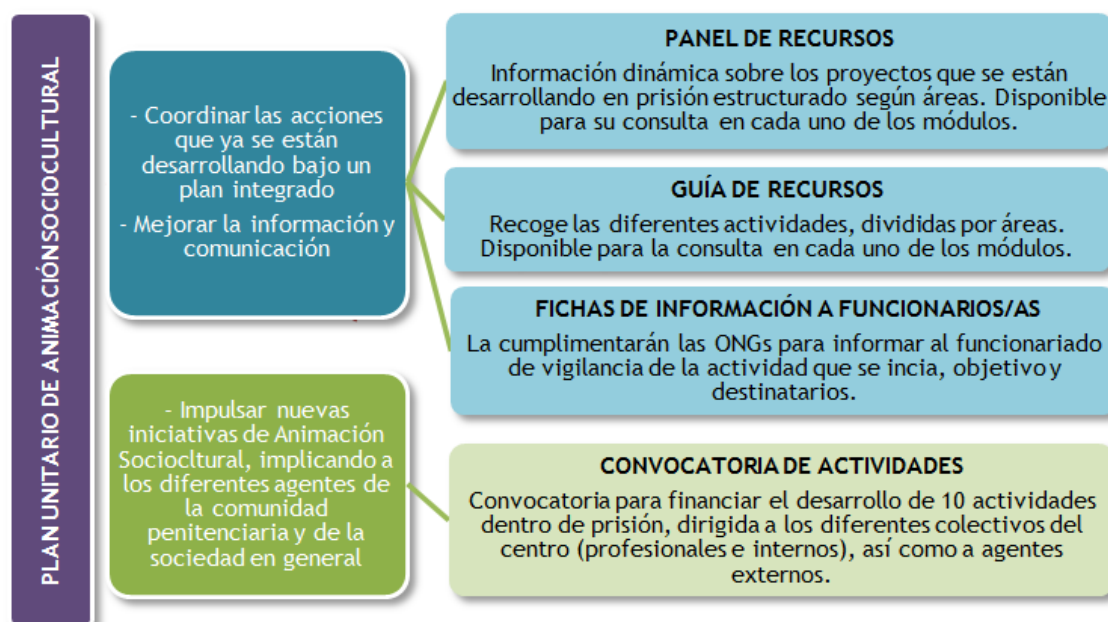 PLAN UNITARIO DE ANIMACIÓNSOCIOCULTURAL
- Coordinar las acciones
que ya se están
desarrollando bajo un
plan integrado
- Mejorar la información y
comunicación
PANEL DE RECURSOS
Información dinámica sobre los proyectos que se están
desarrollando en prisión estructurado según áreas. Disponible
para su consulta en cada uno de los módulos.
GUÍA DE RECURSOS
Recoge las diferentes actividades, divididas por áreas.
Disponible para la consulta en cada uno de los módulos.
FICHAS DE INFORMACIÓN A FUNCIONARIOS/AS
La cumplimentarán las ONGs para informar al funcionariado
de vigilancia de la actividad que se incia, objetivo y
destinatarios.
- Impulsar nuevas
iniciativas de Animación
Sociocltural, implicando a
los diferentes agentes de
la comunidad
penitenciaria y de la
sociedad en general
CONVOCATORIA DE ACTIVIDADES
Convocatoria para financiar el desarrollo de 10 actividades
dentro de prisión, dirigida a los diferentes colectivos del
centro (profesionales e internos), así como a agentes
externos.